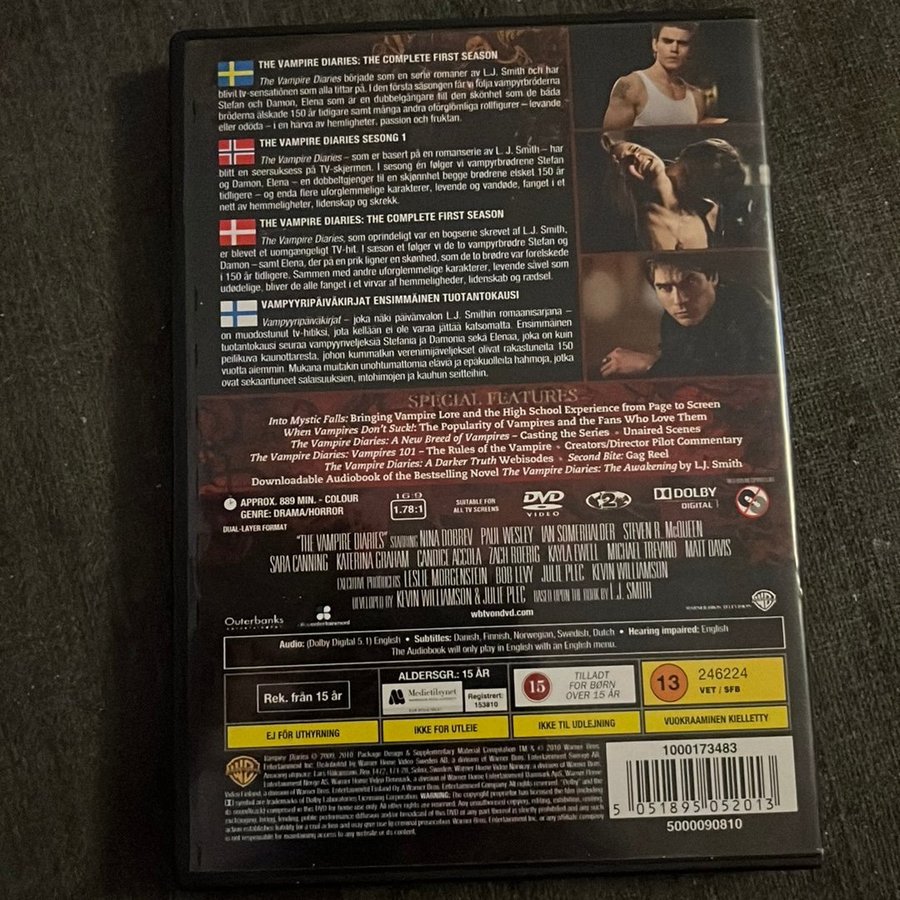 THE VAMPIRE DIARIES: THE COMPLETE FIRST SEASON
The Vampire Diaries började som en serie romaner av L.J. Smith och har
blivit tv-sensationen som alla tittar på. I den första säsongen får vi följa vampyrbröderna
Stefan och Damon, Elena som är en dubbelgångare till den skönhet som de båda
bröderna älskade 150 år tidigare samt många andra oförglömliga rollfigurer – levande
eller odöda – i en härva av hemligheter, passion och fruktan.
THE VAMPIRE DIARIES SESONG 1
The Vampire Diaries – som er basert på en romanserie av L. J. Smith – har
blitt en seersuksess på TV-skjermen. I sesong én følger vi vampyrbrødrene Stefan
og Damon, Elena – en dobbeltgjenger til en skjønnhet begge brødrene elsket 150 år
tidligere – og enda flere uforglemmelige karakterer, levende og vandøde, fanget i et
nett av hemmeligheter, lidenskap og skrekk.
THE VAMPIRE DIARIES: THE COMPLETE FIRST SEASON
The Vampire Diaries, som oprindeligt var en bogserie skrevet af L.J. Smith,
er blevet et uomgængeligt TV-hit. I sæson et følger vi de to vampyrbrødre Stefan og
Damon – samt Elena, der på en prik ligner en skønhed, som de to brødre var forelskede
i 150 år tidligere. Sammen med andre uforglemmelige karakterer, levende såvel som
udødelige, bliver de alle fanget i et virvar af hemmeligheder, lidenskab og rædsel.
VAMPYYRIPÄIVÄKIRJAT ENSIMMÄINEN TUOTANTOKAUSI
Vampyyripäiväkirjat – joka näki päivänvalon L.J. Smithin romaanisarjana –
on muodostunut tv-hitiksi, jota kellään ei ole varaa jättää katsomatta. Ensimmäinen
tuotantokausi seuraa vampyyriveljeksiä Stefania ja Damonia sekä Elenaa, joka on kuin
peilikuva kaunottaresta, johon kummatkin verenimijäveljekset olivat rakastuneita 150
vuotta aiemmin. Mukana muitakin unohtumattomia eläviä ja epäkuolleita hahmoja, jotka
ovat sekaantuneet salaisuuksien, intohimojen ja kauhun seitteihin.
SPECIAL FEATURES
Into Mystic Falls: Bringing Vampire Lore and the High School Experience from Page to Screen
When Vampires Don't Suck!: The Popularity of Vampires and the Fans Who Love Them
The Vampire Diaries: A New Breed of Vampires – Casting the Series • Unaired Scenes
The Vampire Diaries: Vampires 101 – The Rules of the Vampire • Creators/Director Pilot Commentary
The Vampire Diaries: A Darker Truth Webisodes • Second Bite: Gag Reel
Downloadable Audiobook of the Bestselling Novel The Vampire Diaries: The Awakening by L.J. Smith
APPROX. 889 MIN. - COLOUR
GENRE: DRAMA/HORROR
DUAL-LAYER FORMAT
16:9
1.78:1
SUITABLE FOR
ALL TV SCREENS
DVD
VIDEO
2
DOLBY
DIGITAL
"THE VAMPIRE DIARIES" STARRING NINA DOBREV PAUL WESLEY IAN SOMERHALDER STEVEN R. McQUEEN
SARA CANNING KATERINA GRAHAM CANDICE ACCOLA ZACH ROERIG KAYLA EWELL MICHAEL TREVINO MATT DAVIS
EXECUTIVE PRODUCERS LESLIE MORGENSTEIN BOB LEVY JULIE PLEC KEVIN WILLIAMSON
DEVELOPED BY KEVIN WILLIAMSON & JULIE PLEC BASED UPON THE BOOK BY L.J. SMITH
Outerbanks
entertainment
alloyentertainment
wbtvondvd.com
WARNER BROS. TELEVISION
WB
Audio: (Dolby Digital 5.1) English • Subtitles: Danish, Finnish, Norwegian, Swedish, Dutch • Hearing impaired: English
The Audiobook will only play in English with an English menu.
Rek. från 15 år
EJ FÖR UTHYRNING
ALDERSGR.: 15 ÅR
Medietilsynet
Registrert:
153810
IKKE FOR UTLEIE
15
TILLADT
FOR BØRN
OVER 15 ÅR
IKKE TIL UDLEJNING
13
246224
VET / SFB
VUOKRAAMINEN KIELLETTY
Vampire Diaries © 2009, 2010. Package Design & Supplementary Material Compilation TM & © 2010 Warner Bros.
1000173483
5 051895 052013
5000090810